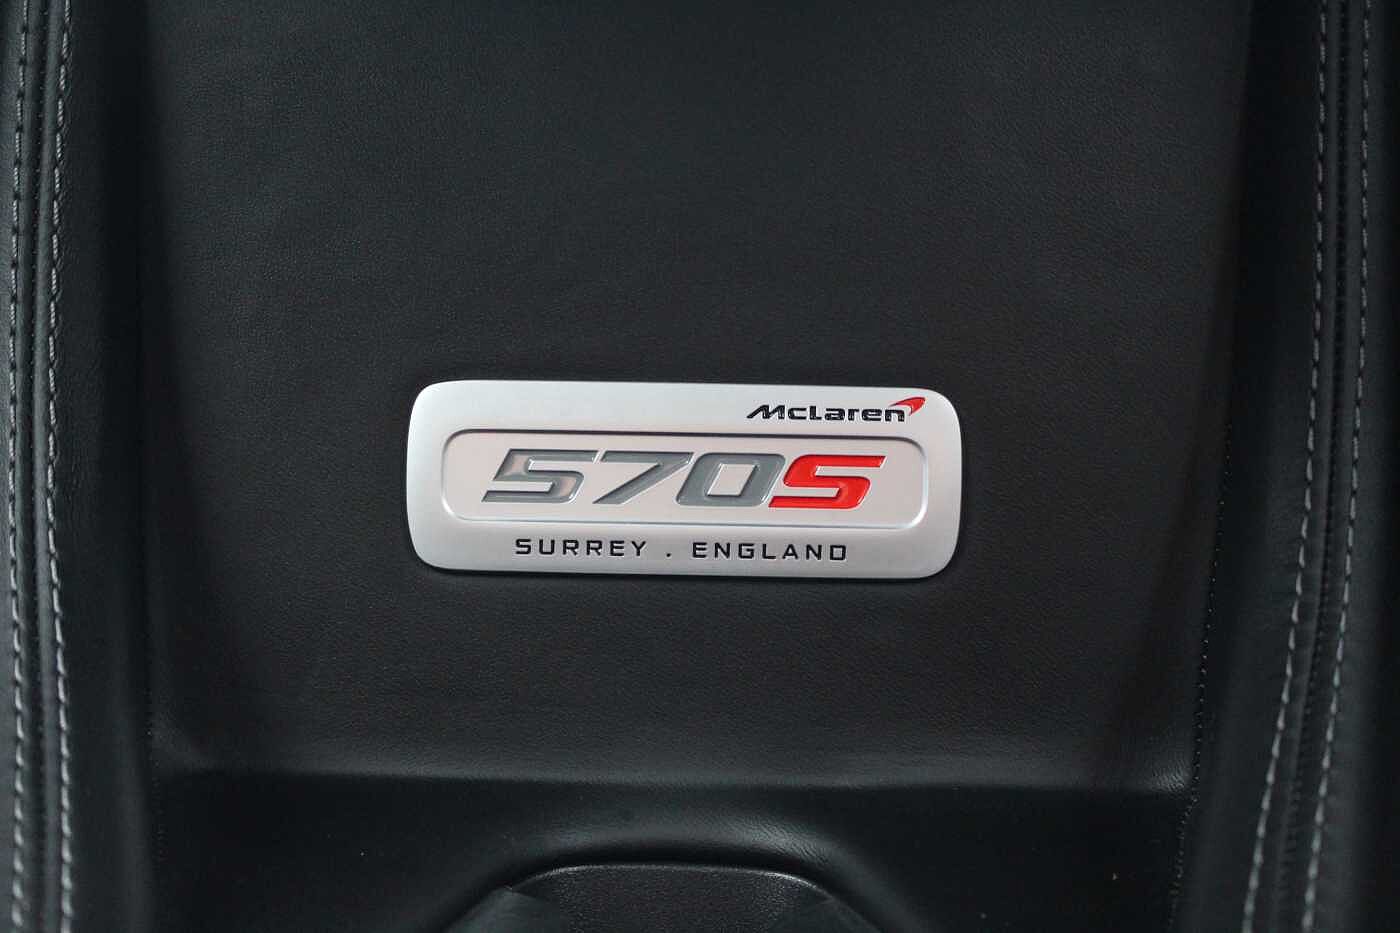 McLaren
570S
SURREY . ENGLAND